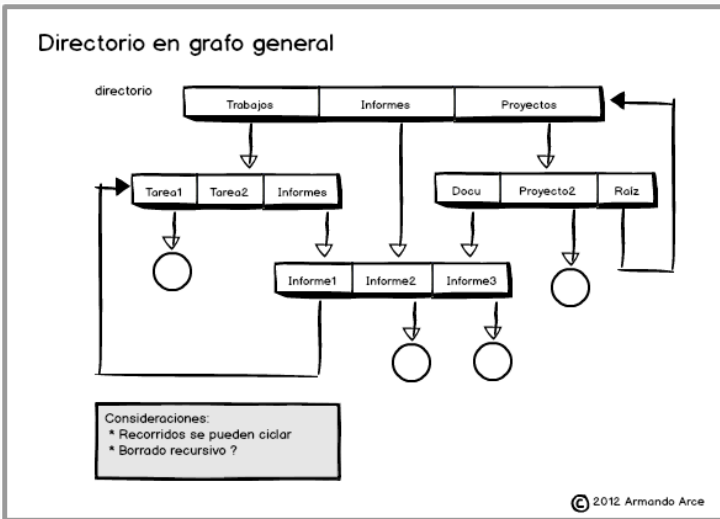 Directorio en grafo general
directorio
Trabajos Informes Proyectos
Tarea1 Tarea2 Informes
Docu Proyecto2 Raíz
Informe1 Informe2 Informe3
Consideraciones:
* Recorridos se pueden ciclar
* Borrado recursivo ?
© 2012 Armando Arce